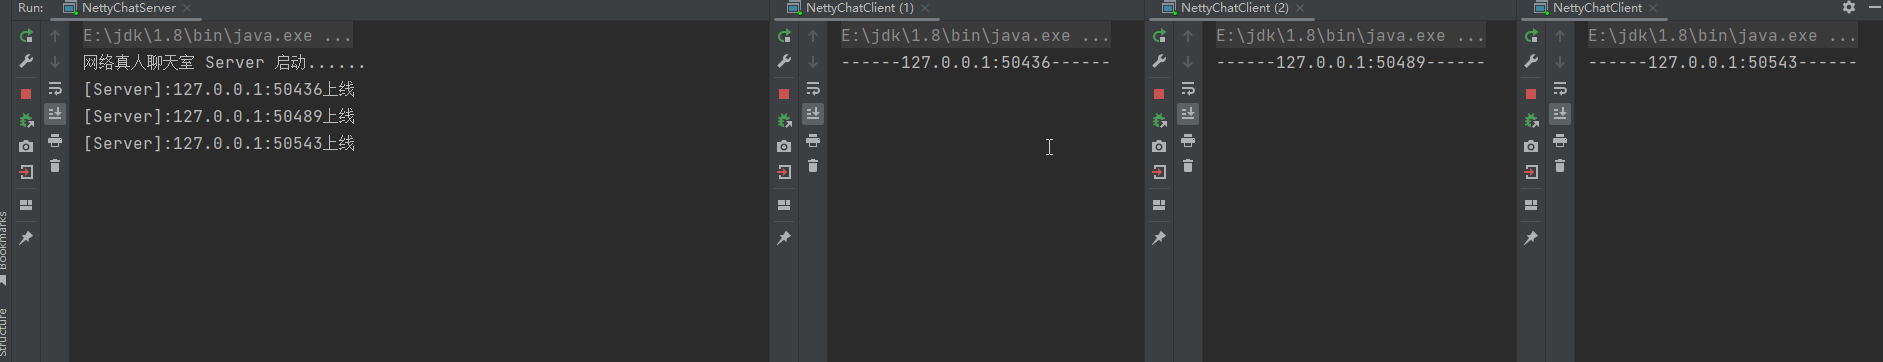 Run:
NettyChatServer
NettyChatClient (1)
NettyChatClient (2)
NettyChatClient
E:\jdk\1.8\bin\java.exe ...
网络真人聊天室 Server 启动......
[Server]:127.0.0.1:50436上线
[Server]:127.0.0.1:50489上线
[Server]:127.0.0.1:50543上线
E:\jdk\1.8\bin\java.exe ...
------127.0.0.1:50436------
E:\jdk\1.8\bin\java.exe ...
------127.0.0.1:50489------
E:\jdk\1.8\bin\java.exe ...
------127.0.0.1:50543------
Bookmarks
Structure